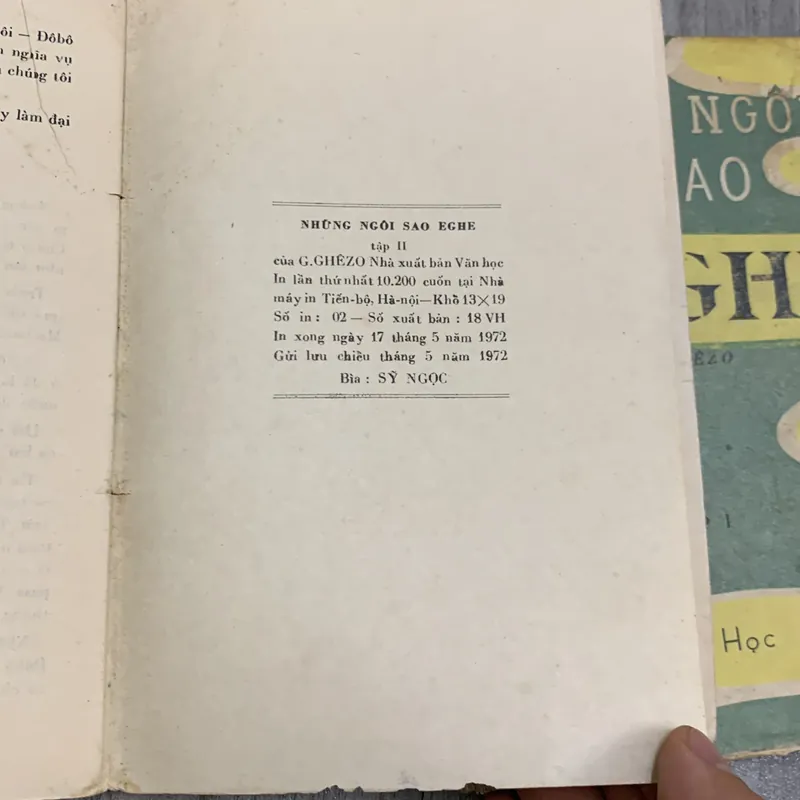 ôi — Đôbô
nghĩa vụ
chúng tôi
y làm đại
NHỮNG NGÔI SAO EGHE
tập II
của G.GHÊZO Nhà xuất bản Văn học
In lần thứ nhất 10.200 cuốn tại Nhà
máy in Tiến-bộ, Hà-nội—Khổ 13×19
Số in : 02 — Số xuất bản : 18 VH
In xong ngày 17 tháng 5 năm 1972
Gửi lưu chiểu tháng 5 năm 1972
Bìa : SỸ NGỌC
NGÔ
AO
GH
ÊZO
HỌC